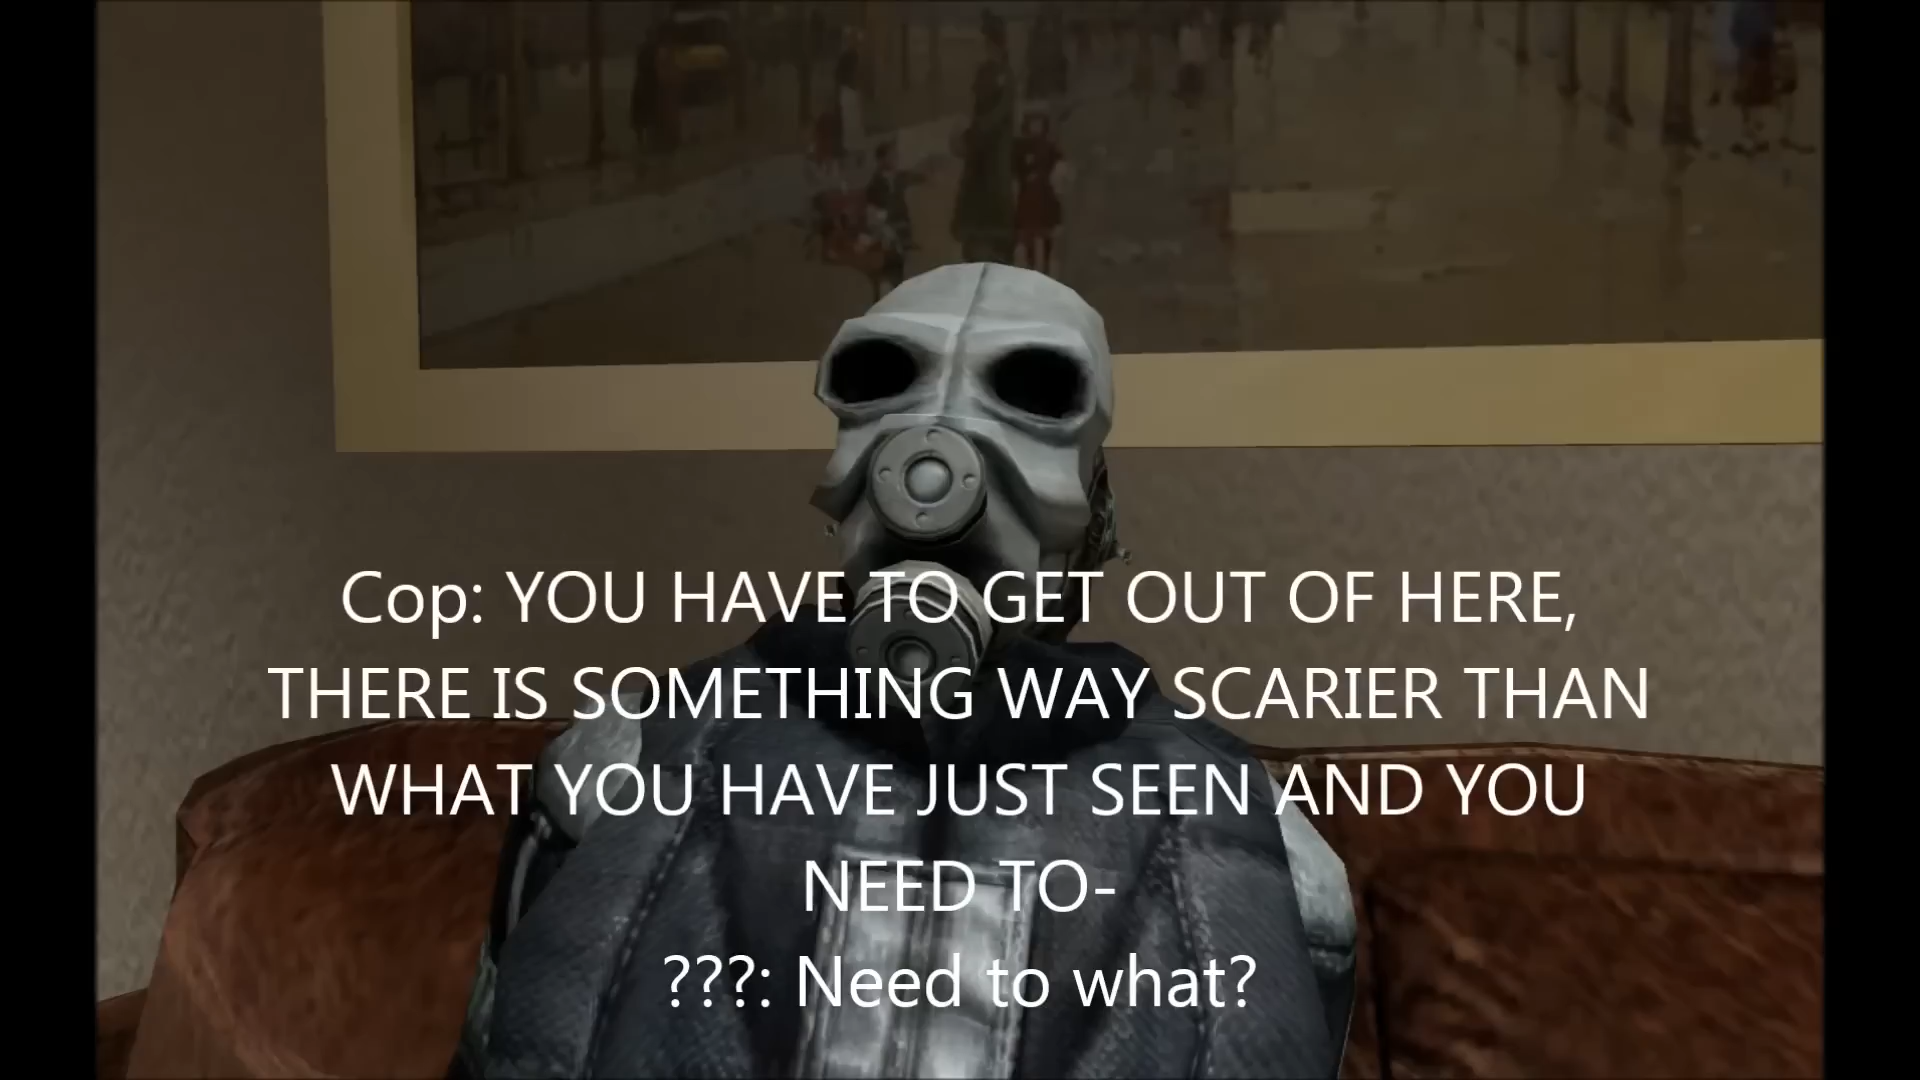 Cop: YOU HAVE TO GET OUT OF HERE,
THERE IS SOMETHING WAY SCARIER THAN
WHAT YOU HAVE JUST SEEN AND YOU
NEED TO-
???: Need to what?